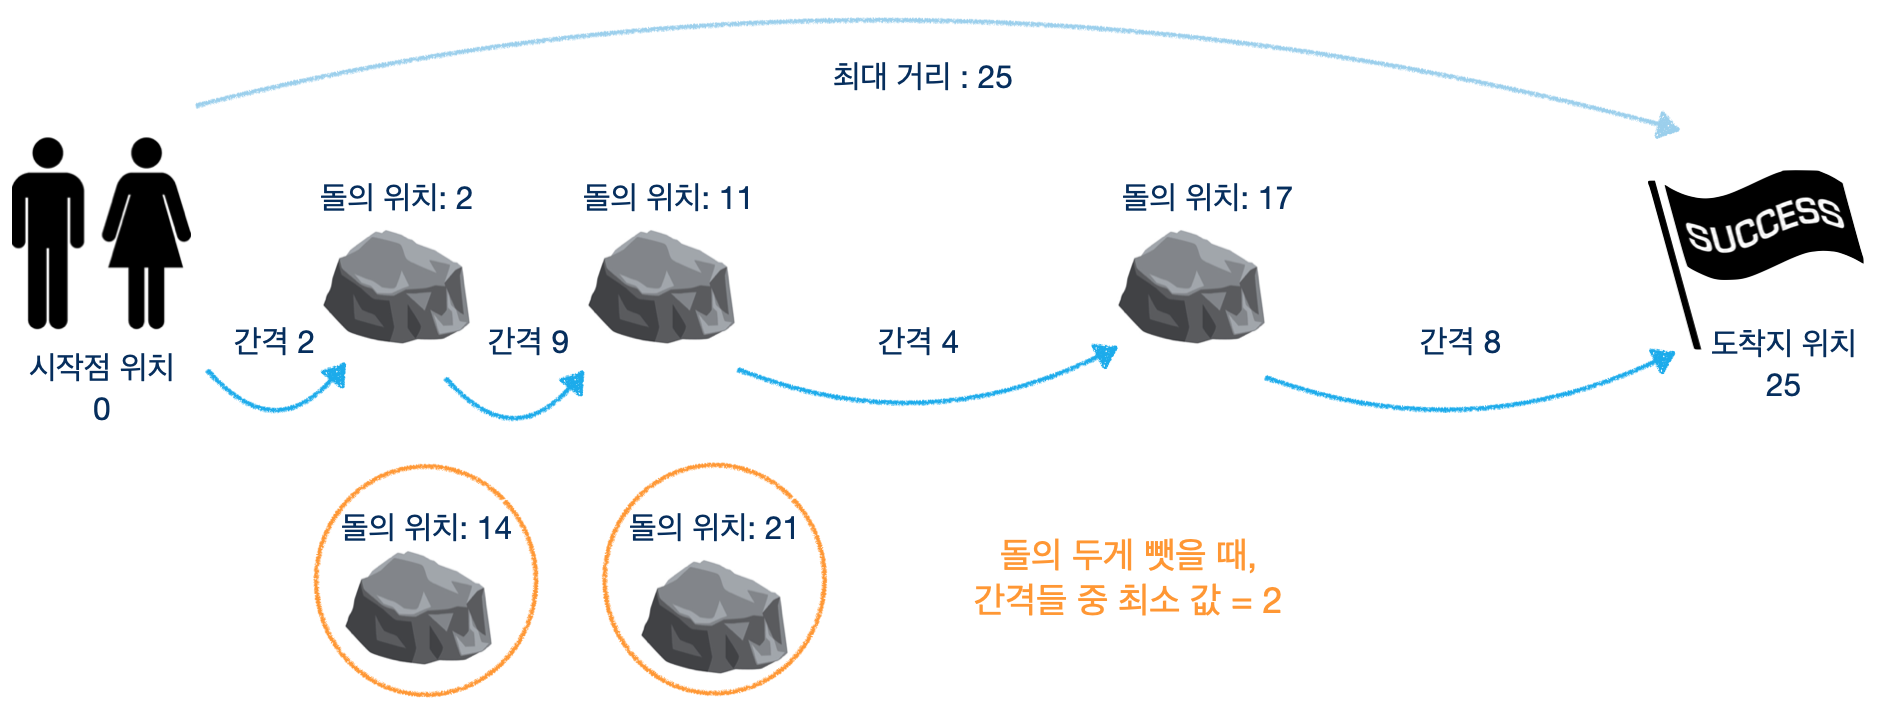 최대 거리 : 25
돌의 위치: 2
돌의 위치: 11
돌의 위치: 17
SUCCESS
간격 2
간격 9
간격 4
간격 8
시작점 위치
0
도착지 위치
25
돌의 위치: 14
돌의 위치: 21
돌의 두게 뺏을 때,
간격들 중 최소 값 = 2